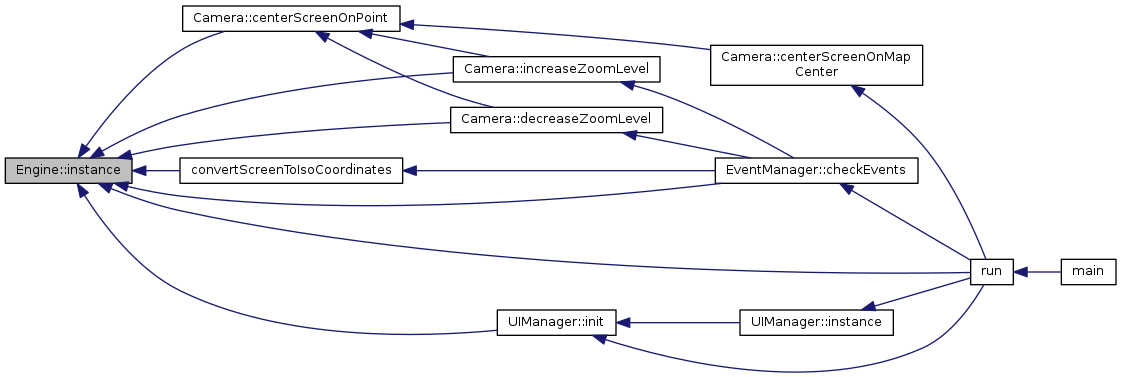 Camera::centerScreenOnPoint
Camera::centerScreenOnMap
Center
Camera::increaseZoomLevel
Camera::decreaseZoomLevel
Engine::instance
convertScreenToIsoCoordinates
EventManager::checkEvents
run
main
UIManager::init
UIManager::instance